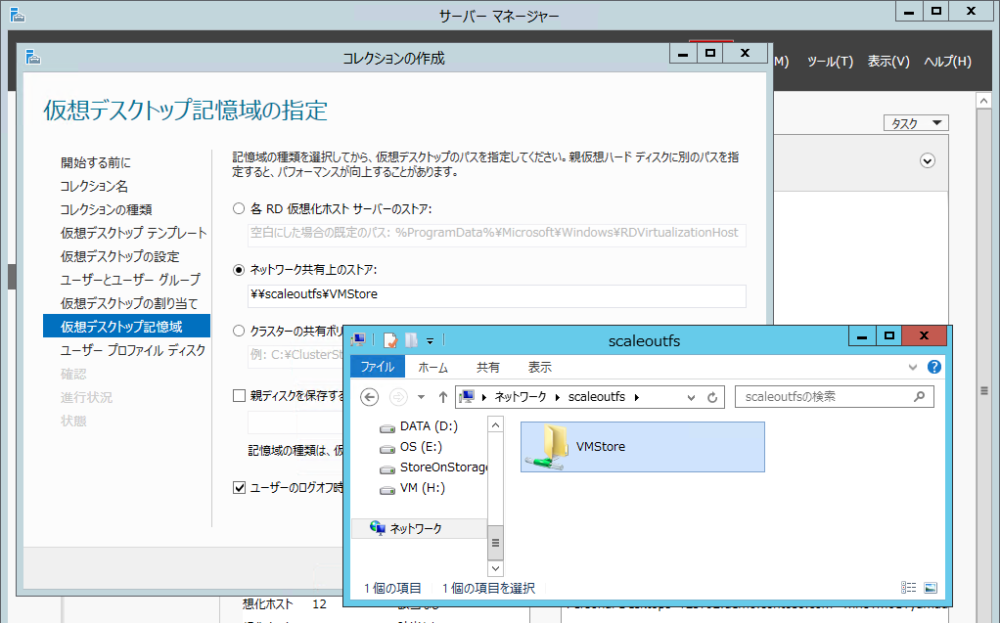 サーバー マネージャー
M) ツール(T) 表示(V) ヘルプ(H)
タスク
コレクションの作成
仮想デスクトップ記憶域の指定
開始する前に
コレクション名
コレクションの種類
仮想デスクトップ テンプレート
仮想デスクトップの設定
ユーザーとユーザー グループ
仮想デスクトップの割り当て
仮想デスクトップ記憶域
ユーザー プロファイル ディスク
確認
進行状況
状態
記憶域の種類を選択してから、仮想デスクトップのパスを指定してください。親仮想ハード ディスクに別のパスを指
定すると、パフォーマンスが向上することがあります。
各 RD 仮想化ホスト サーバーのストア:
空白にした場合の既定のパス: %ProgramData%¥Microsoft¥Windows¥RDVirtualizationHost
ネットワーク共有上のストア:
¥¥scaleoutfs¥VMStore
クラスターの共有ボリ
例: C:¥ClusterSt
親ディスクを保存する
記憶域の種類は、仮
ユーザーのログオフ時
scaleoutfs
ファイル ホーム 共有 表示
ネットワーク scaleoutfs
scaleoutfsの検索
DATA (D:)
OS (E:)
StoreOnStorage
VM (H:)
ネットワーク
VMStore
1 個の項目 1 個の項目を選択
想化ホスト 12